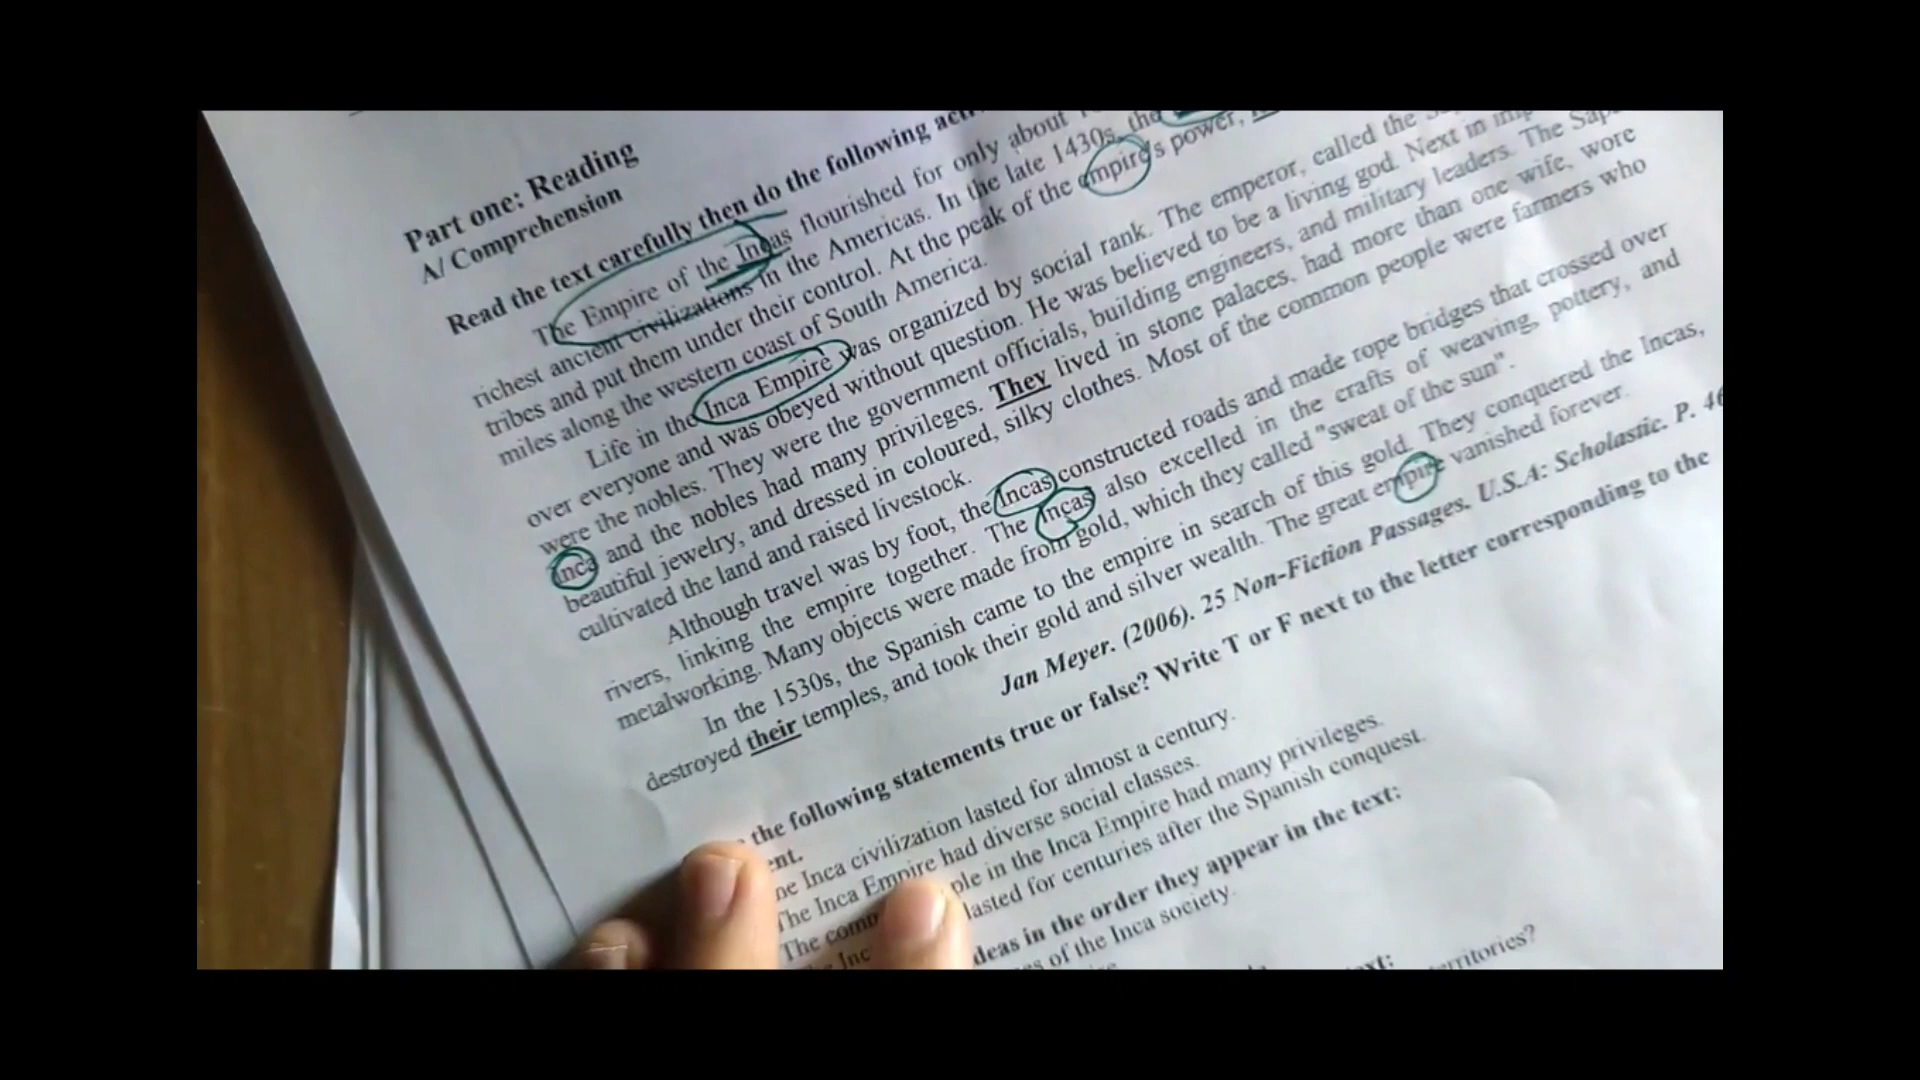 Part one: Reading
A/ Comprehension
Read the text carefully then do the following
The Empire of the Incas flourished for only about
richest ancient civilizations in the Americas. In the late 1430s, the
tribes and put them under their control. At the peak of the empire's power,
miles along the western coast of South America.
Life in the Inca Empire was organized by social rank. The emperor, called the
over everyone and was obeyed without question. He was believed to be a living god. Next in
were the nobles. They were the government officials, building engineers, and military leaders. The
Inca and the nobles had many privileges. They lived in stone palaces, had more than one wife, wore
beautiful jewelry, and dressed in coloured, silky clothes. Most of the common people were farmers who
cultivated the land and raised livestock.
Although travel was by foot, the Incas constructed roads and made rope bridges that crossed over
rivers, linking the empire together. The Incas also excelled in the crafts of weaving, pottery, and
metalworking. Many objects were made from gold, which they called "sweat of the sun".
In the 1530s, the Spanish came to the empire in search of this gold. They conquered the Incas,
destroyed their temples, and took their gold and silver wealth. The great empire vanished forever.
Jan Meyer. (2006). 25 Non-Fiction Passages. U.S.A: Scholastic. P. 46
the following statements true or false? Write T or F next to the letter corresponding to the
Inca civilization lasted for almost a century.
The Inca Empire had diverse social classes.
The in the Inca Empire had many privileges.
lasted for centuries after the Spanish conquest.
in the order they appear in the text:
of the Inca society.